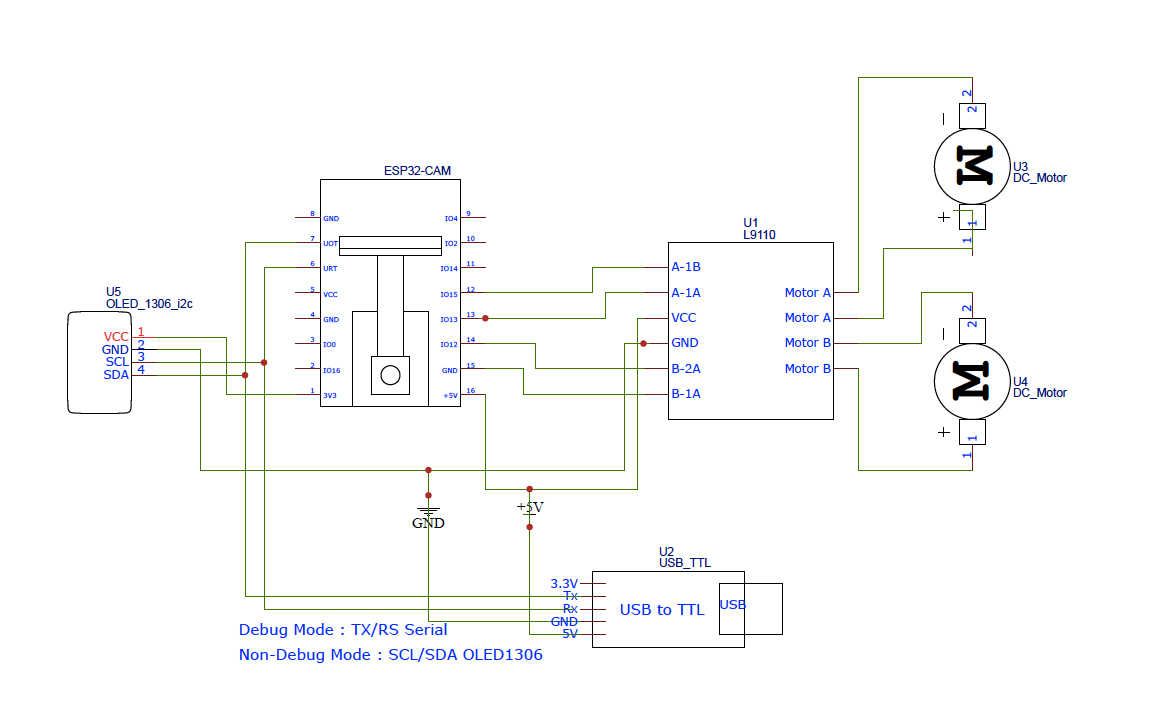 ESP32-CAM
8 GND
7 UOT
6 URT
5 VCC
4 GND
3 IO0
2 IO16
1 3V3
IO4 9
IO2 10
IO14 11
IO15 12
IO13 13
IO12 14
GND 15
+5V 16
U5
OLED_1306_i2c
VCC 1
GND 2
SCL 3
SDA 4
U1
L9110
A-1B
A-1A
VCC
GND
B-2A
B-1A
Motor A
Motor A
Motor B
Motor B
2
2
M
U3
DC_Motor
+
1
1
2
2
M
U4
DC_Motor
+
1
1
GND
+5V
U2
USB_TTL
3.3V
Tx
Rx
GND
5V
USB to TTL
USB
Debug Mode : TX/RS Serial
Non-Debug Mode : SCL/SDA OLED1306